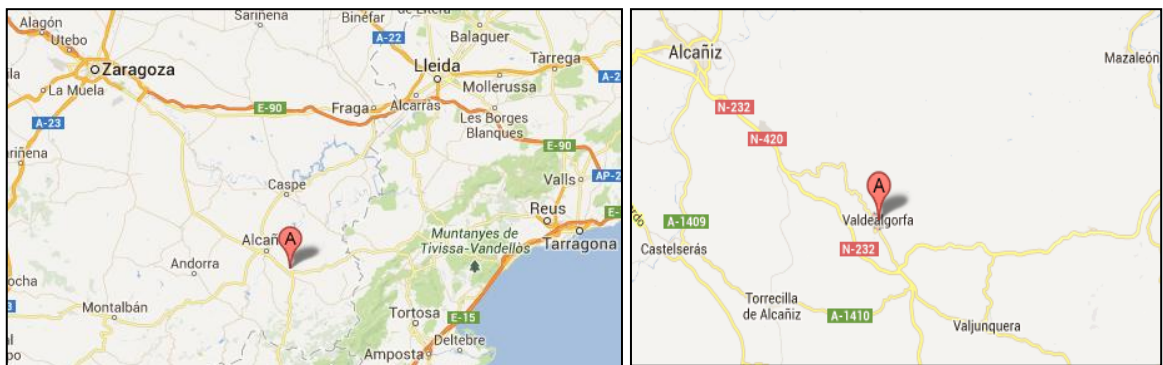 Sariñena
Binéfar
Alagón
Balaguer
Utebo
A-22
Tàrrega
Zaragoza
Lleida
A-2
La Muela
Mollerussa
E-90
Fraga
Alcarràs
A-23
Les Borges
Blanques
E-90
Caspe
Valls
AP-2
Reus
E-
Alcañi
A
Muntanyes de
Tivissa-Vandellòs
Tarragona
Andorra
Montalbán
Tortosa
E-15
Deltebre
Amposta
Alcañiz
Mazaleón
N-232
N-420
A
Valdealgorfa
A-1409
Castelserás
N-232
Torrecilla
de Alcañiz
A-1410
Valjunquera